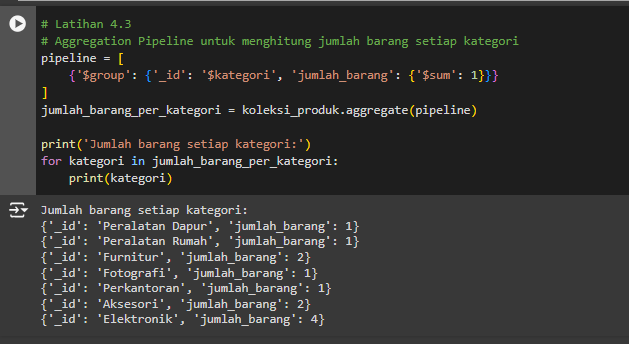 # Latihan 4.3
# Aggregation Pipeline untuk menghitung jumlah barang setiap kategori
pipeline = [
    {'$group': {'_id': '$kategori', 'jumlah_barang': {'$sum': 1}}}
]
jumlah_barang_per_kategori = koleksi_produk.aggregate(pipeline)

print('Jumlah barang setiap kategori:')
for kategori in jumlah_barang_per_kategori:
    print(kategori)
Jumlah barang setiap kategori:
{'_id': 'Peralatan Dapur', 'jumlah_barang': 1}
{'_id': 'Peralatan Rumah', 'jumlah_barang': 1}
{'_id': 'Furnitur', 'jumlah_barang': 2}
{'_id': 'Fotografi', 'jumlah_barang': 1}
{'_id': 'Perkantoran', 'jumlah_barang': 1}
{'_id': 'Aksesori', 'jumlah_barang': 2}
{'_id': 'Elektronik', 'jumlah_barang': 4}